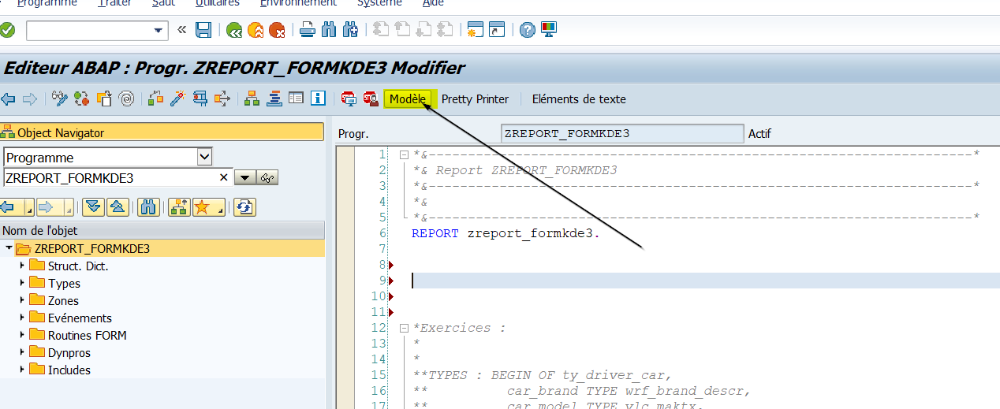 Programme Traiter Saut Utilitaires Environnement Système Aide
Editeur ABAP : Progr. ZREPORT_FORMKDE3 Modifier
Modèle Pretty Printer Eléments de texte
Object Navigator
Programme
ZREPORT_FORMKDE3
Nom de l'objet
ZREPORT_FORMKDE3
Struct. Dict.
Types
Zones
Evénements
Routines FORM
Dynpros
Includes
Progr. ZREPORT_FORMKDE3 Actif
1 *&---------------------------------------------------------------------*
2 *& Report ZREPORT_FORMKDE3
3 *&---------------------------------------------------------------------*
4 *&
5 *&---------------------------------------------------------------------*
6 REPORT zreport_formkde3.
7
8
9
10
11
12 *Exercices :
13 *
14 *
15 **TYPES : BEGIN OF ty_driver_car,
16 ** car_brand TYPE wrf_brand_descr,
17 ** car_model TYPE vlc_maktx,